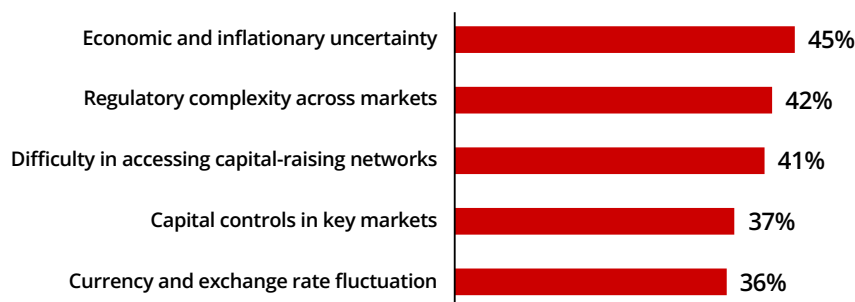 Economic and inflationary uncertainty 45%
Regulatory complexity across markets 42%
Difficulty in accessing capital-raising networks 41%
Capital controls in key markets 37%
Currency and exchange rate fluctuation 36%